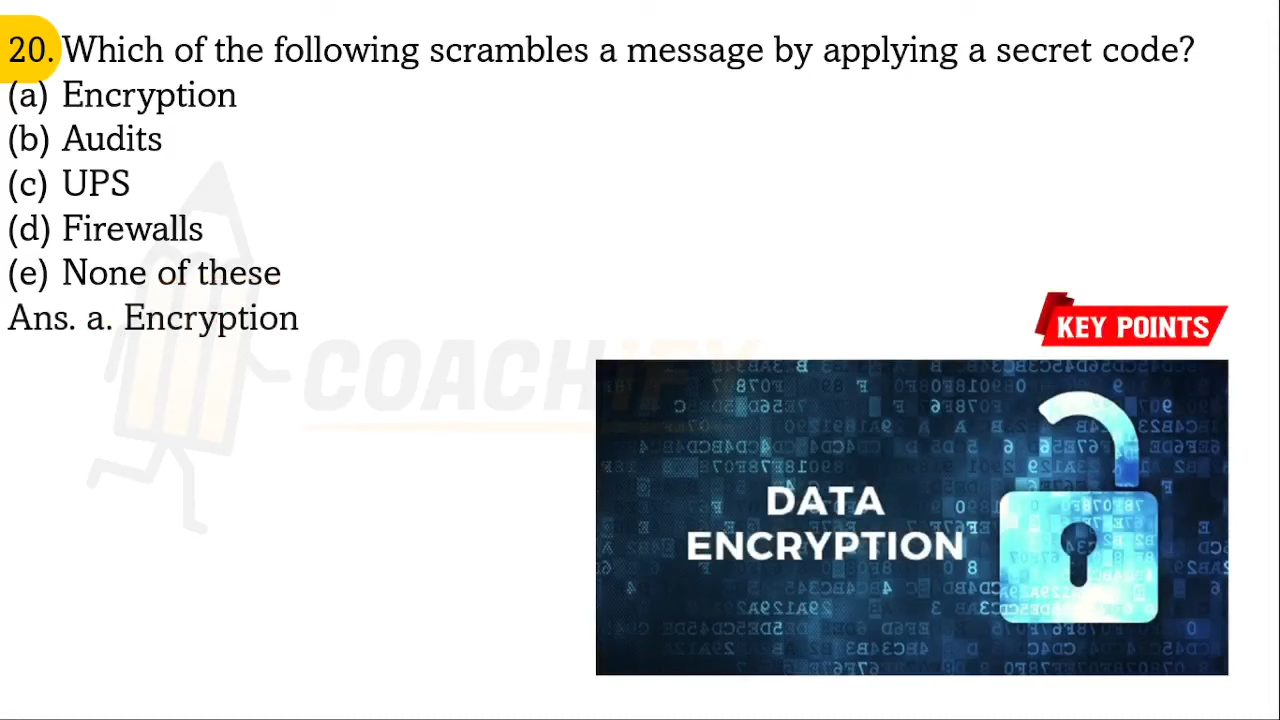 20. Which of the following scrambles a message by applying a secret code?
(a) Encryption
(b) Audits
(c) UPS
(d) Firewalls
(e) None of these
Ans. a. Encryption
KEY POINTS
COACHIFY
DATA
ENCRYPTION